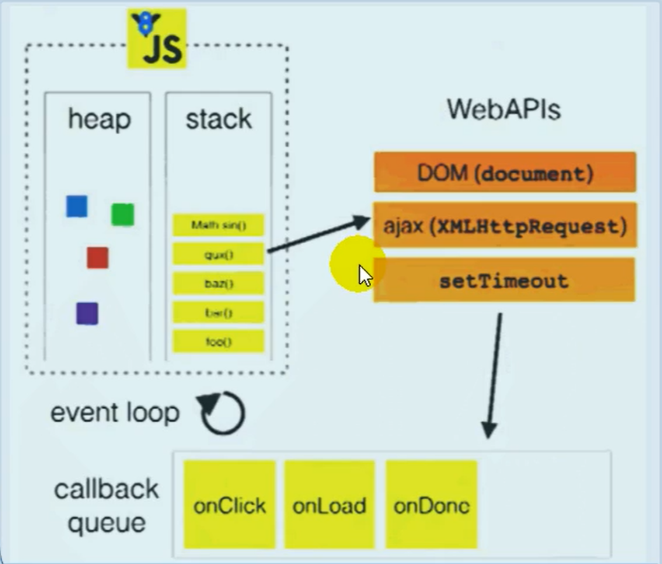 JS
heap
stack
WebAPIs
DOM (document)
ajax (XMLHttpRequest)
setTimeout
Math sin()
qux()
baz()
bar()
foo()
event loop
callback
queue
onClick
onLoad
onDone